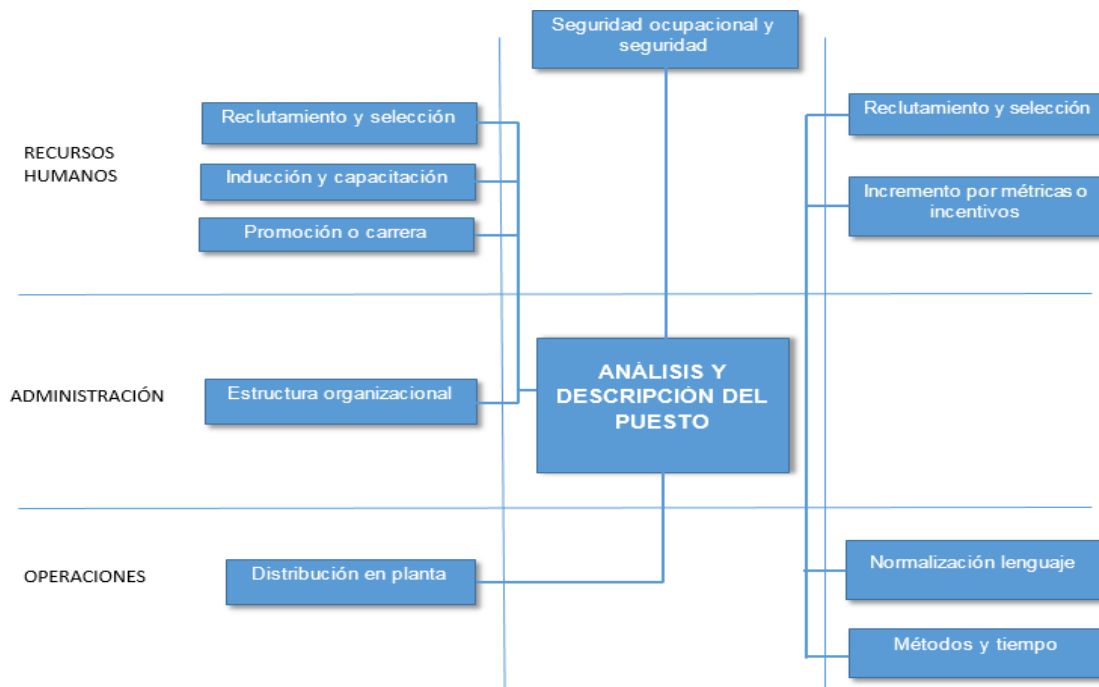 Seguridad ocupacional y
seguridad
Reclutamiento y selección
Reclutamiento y selección
RECURSOS
HUMANOS
Inducción y capacitación
Incremento por métricas o
incentivos
Promoción o carrera
ADMINISTRACIÓN
Estructura organizacional
ANÁLISIS Y
DESCRIPCIÓN DEL
PUESTO
OPERACIONES
Distribución en planta
Normalización lenguaje
Métodos y tiempo